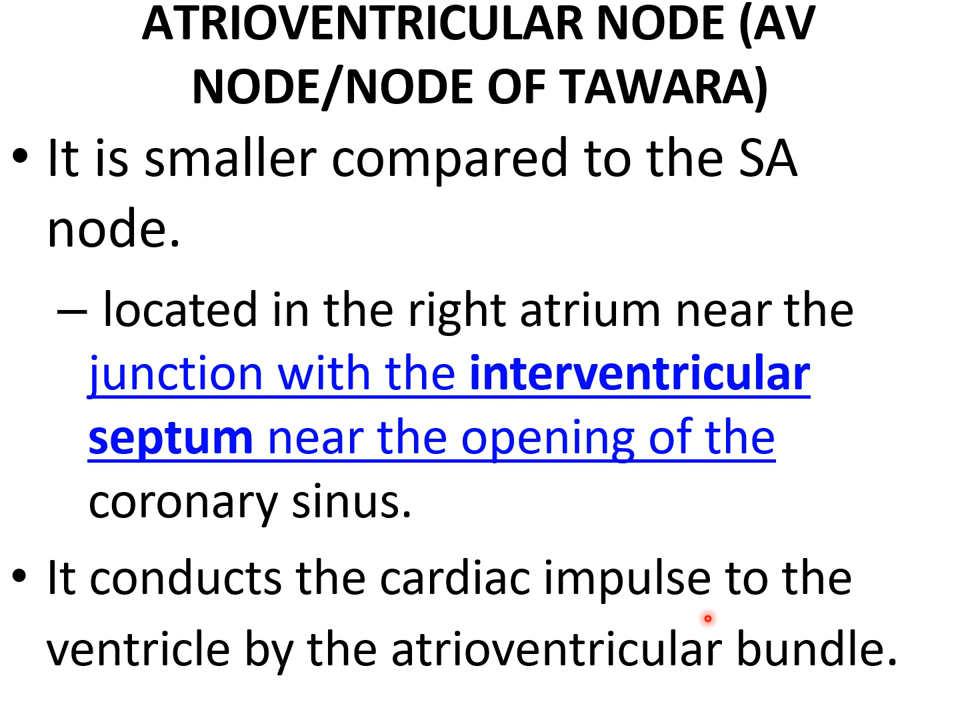 ATRIOVENTRICULAR NODE (AV
NODE/NODE OF TAWARA)
• It is smaller compared to the SA
node.
– located in the right atrium near the
junction with the interventricular
septum near the opening of the
coronary sinus.
• It conducts the cardiac impulse to the
ventricle by the atrioventricular bundle.